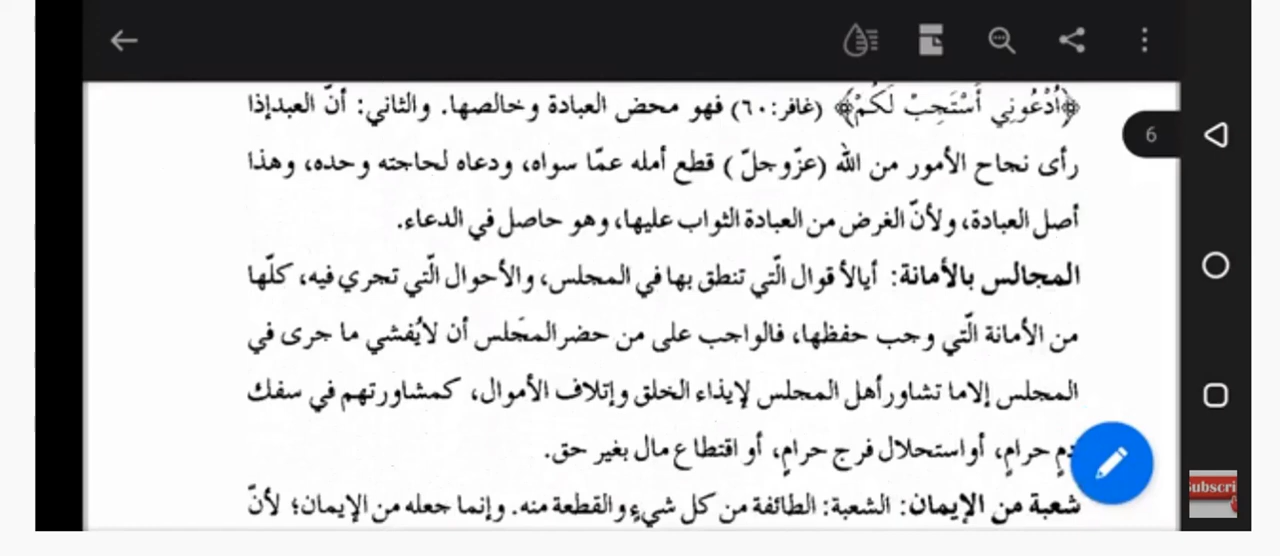 6
﴿اُدْعُونِي أَسْتَجِبْ لَكُمْ﴾ (غافر:٦٠) فهو محض العبادة وخالصها. والثاني: أنّ العبدإذا
رأى نجاح الأمور من الله (عزّوجلّ) قطع أمله عمّا سواه، ودعاه لحاجته وحده، وهذا
أصل العبادة، ولأنّ الغرض من العبادة الثواب عليها، وهو حاصل في الدعاء.
المجالس بالأمانة: أيالأقوال الّتي تنطق بها في المجلس، والأحوال الّتي تجري فيه، كلّها
من الأمانة الّتي وجب حفظها، فالواجب على من حضرالمجَلس أن لايُفشي ما جرى في
المجلس إلاما تشاورأهل المجلس لإيذاء الخلق وإتلاف الأموال، كمشاورتهم في سفك
دمٍ حرامٍ، أواستحلال فرج حرامٍ، أو اقتطاع مال بغير حق.
شعبة من الإيمان: الشعبة: الطائفة من كل شيءٍ والقطعة منه. وإنما جعله من الإيمان؛ لأنّ
Subscri